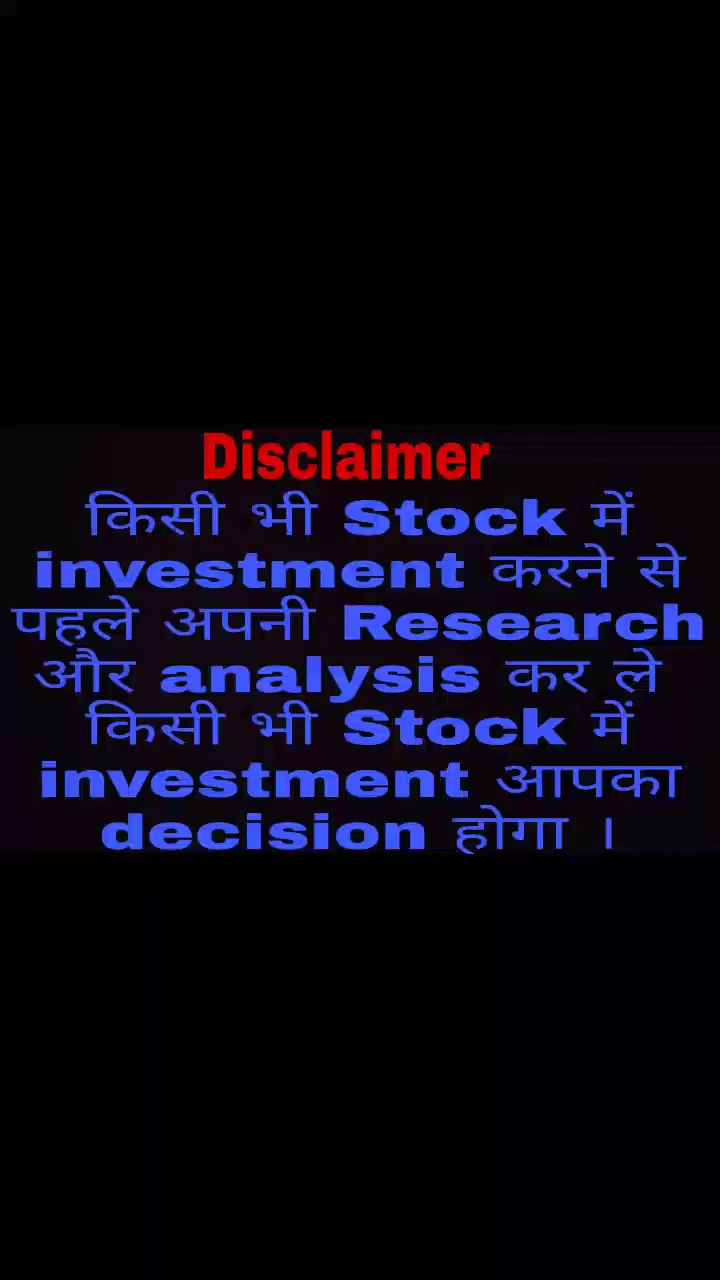 Disclaimer
किसी भी Stock में
investment करने से
पहले अपनी Research
और analysis कर ले
किसी भी Stock में
investment आपका
decision होगा ।